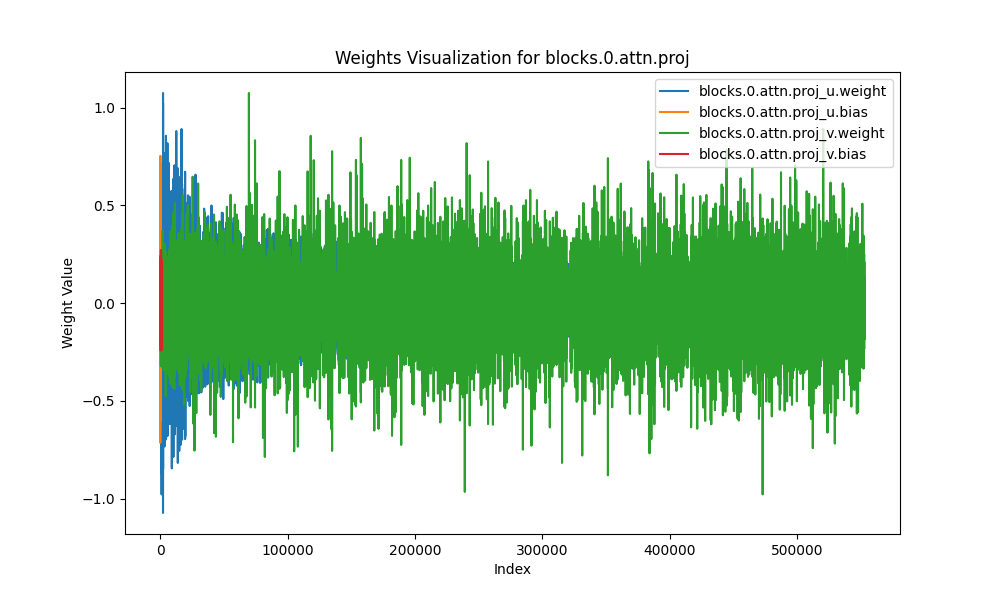 Weights Visualization for blocks.0.attn.proj
blocks.0.attn.proj_u.weight
blocks.0.attn.proj_u.bias
blocks.0.attn.proj_v.weight
blocks.0.attn.proj_v.bias
1.0
0.5
0.0
−0.5
−1.0
Weight Value
0 100000 200000 300000 400000 500000
Index